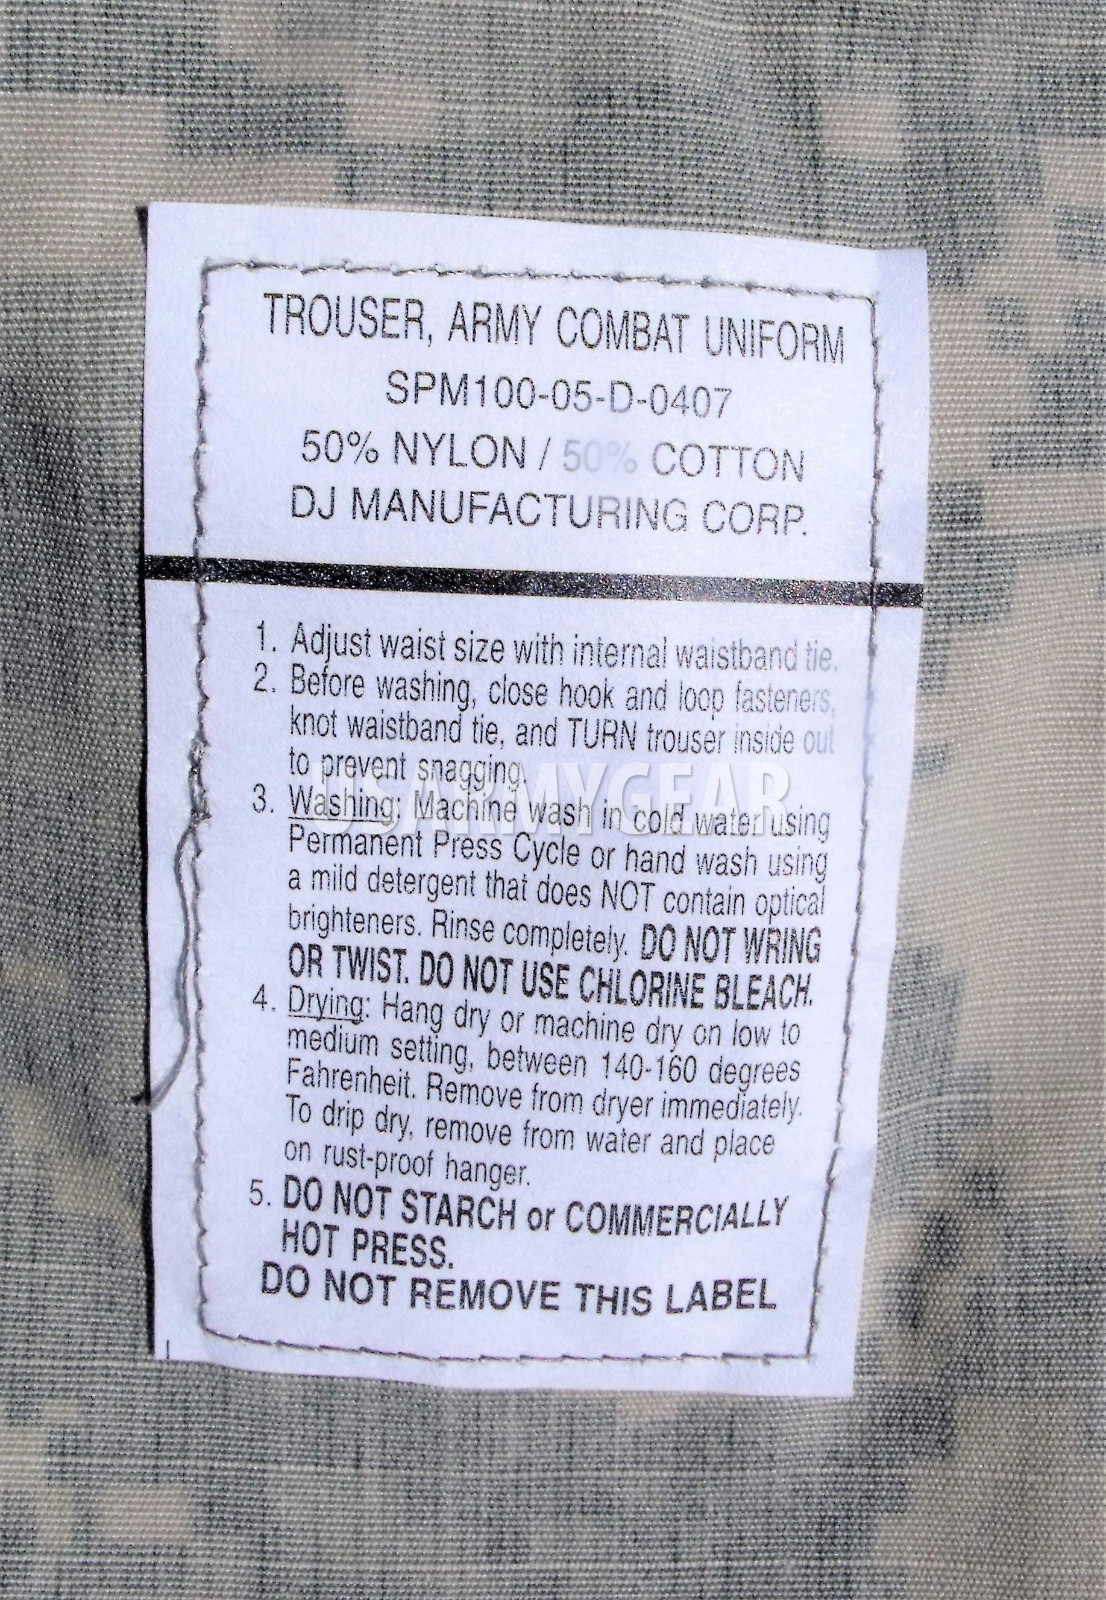 TROUSER, ARMY COMBAT UNIFORM
SPM100-05-D-0407
50% NYLON / 50% COTTON
DJ MANUFACTURING CORP.
1. Adjust waist size with internal waistband tie.
2. Before washing, close hook and loop fasteners,
knot waistband tie, and TURN trouser inside out
to prevent snagging.
USARMYGEAR
3. Washing: Machine wash in cold water using
Permanent Press Cycle or hand wash using
a mild detergent that does NOT contain optical
brighteners. Rinse completely. DO NOT WRING
OR TWIST. DO NOT USE CHLORINE BLEACH.
4. Drying: Hang dry or machine dry on low to
medium setting, between 140-160 degrees
Fahrenheit. Remove from dryer immediately.
To drip dry, remove from water and place
on rust-proof hanger.
5. DO NOT STARCH or COMMERCIALLY
HOT PRESS.
DO NOT REMOVE THIS LABEL